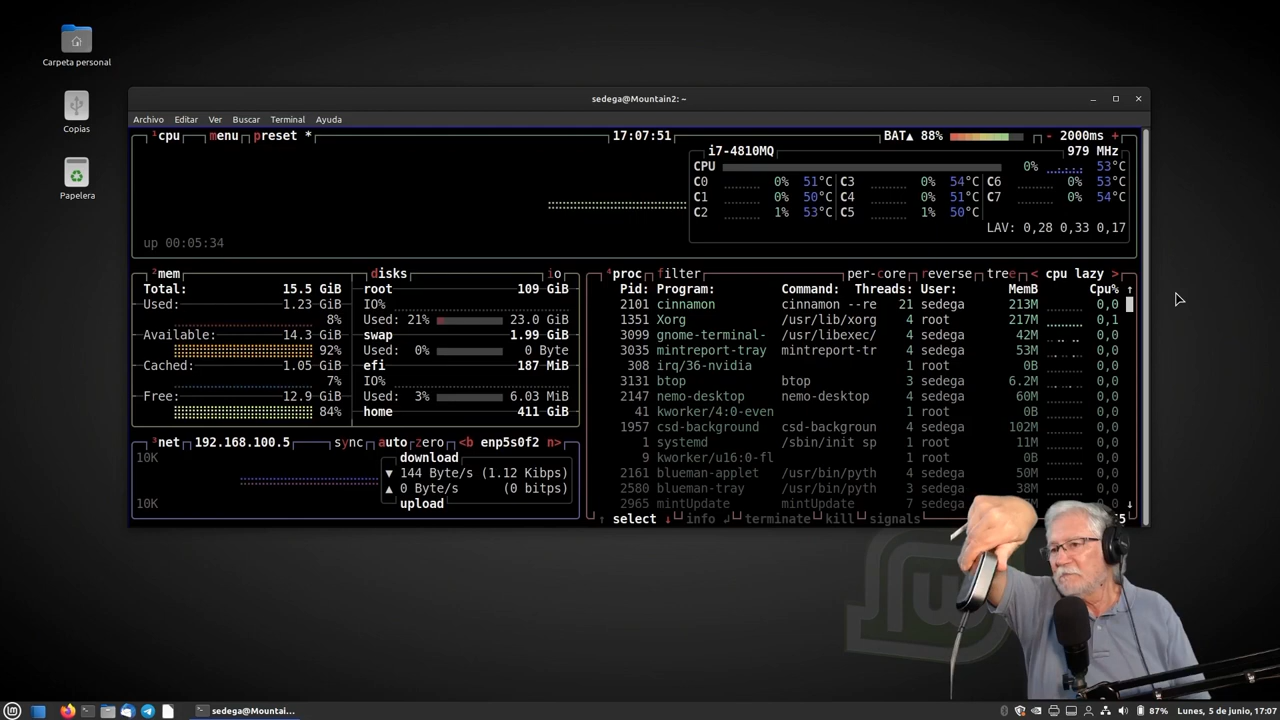 Carpeta personal
Copias
Papelera
sedega@Mountain2: ~
Archivo Editar Ver Buscar Terminal Ayuda
¹cpu menu preset * 17:07:51 BAT▲ 88% - 2000ms +
i7-4810MQ 979 MHz
CPU 0% 53°C
C0 0% 51°C C3 0% 54°C C6 0% 53°C
C1 0% 50°C C4 0% 51°C C7 0% 54°C
C2 1% 53°C C5 1% 50°C
LAV: 0,28 0,33 0,17
up 00:05:34
²mem
Total: 15.5 GiB
Used: 1.23 GiB
8%
Available: 14.3 GiB
92%
Cached: 1.05 GiB
7%
Free: 12.9 GiB
84%
disks io
root 109 GiB
IO%
Used: 21% 23.0 GiB
swap 1.99 GiB
Used: 0% 0 Byte
efi 187 MiB
IO%
Used: 3% 6.03 MiB
home 411 GiB
³net 192.168.100.5 sync auto zero <b enp5s0f2 n>
10K
download
▼ 144 Byte/s (1.12 Kibps)
▲ 0 Byte/s (0 bitps)
upload
10K
⁴proc filter per-core reverse tree < cpu lazy >
Pid: Program: Command: Threads: User: MemB Cpu% ↑
2101 cinnamon cinnamon --re 21 sedega 213M 0,0
1351 Xorg /usr/lib/xorg 4 root 217M 0,1
3099 gnome-terminal- /usr/libexec/ 4 sedega 42M 0,0
3035 mintreport-tray mintreport-tr 4 sedega 53M 0,0
308 irq/36-nvidia 1 root 0B 0,0
3131 btop btop 2 sedega 6.2M 0,0
2147 nemo-desktop nemo-desktop 4 sedega 60M 0,0
41 kworker/4:0-even 1 root 0B 0,0
1957 csd-background csd-backgroun 4 sedega 102M 0,0
1 systemd /sbin/init sp 1 root 11M 0,0
9 kworker/u16:0-fl 1 root 0B 0,0
2161 blueman-applet /usr/bin/pyth 4 sedega 50M 0,0
2580 blueman-tray /usr/bin/pyth 3 sedega 38M 0,0
2965 mintUpdate mintUpdate 7 sedega 0,0 ↓
↑ select ↓ info ↲ terminate kill signals
sedega@Mountai...
87% Lunes, 5 de junio, 17:07